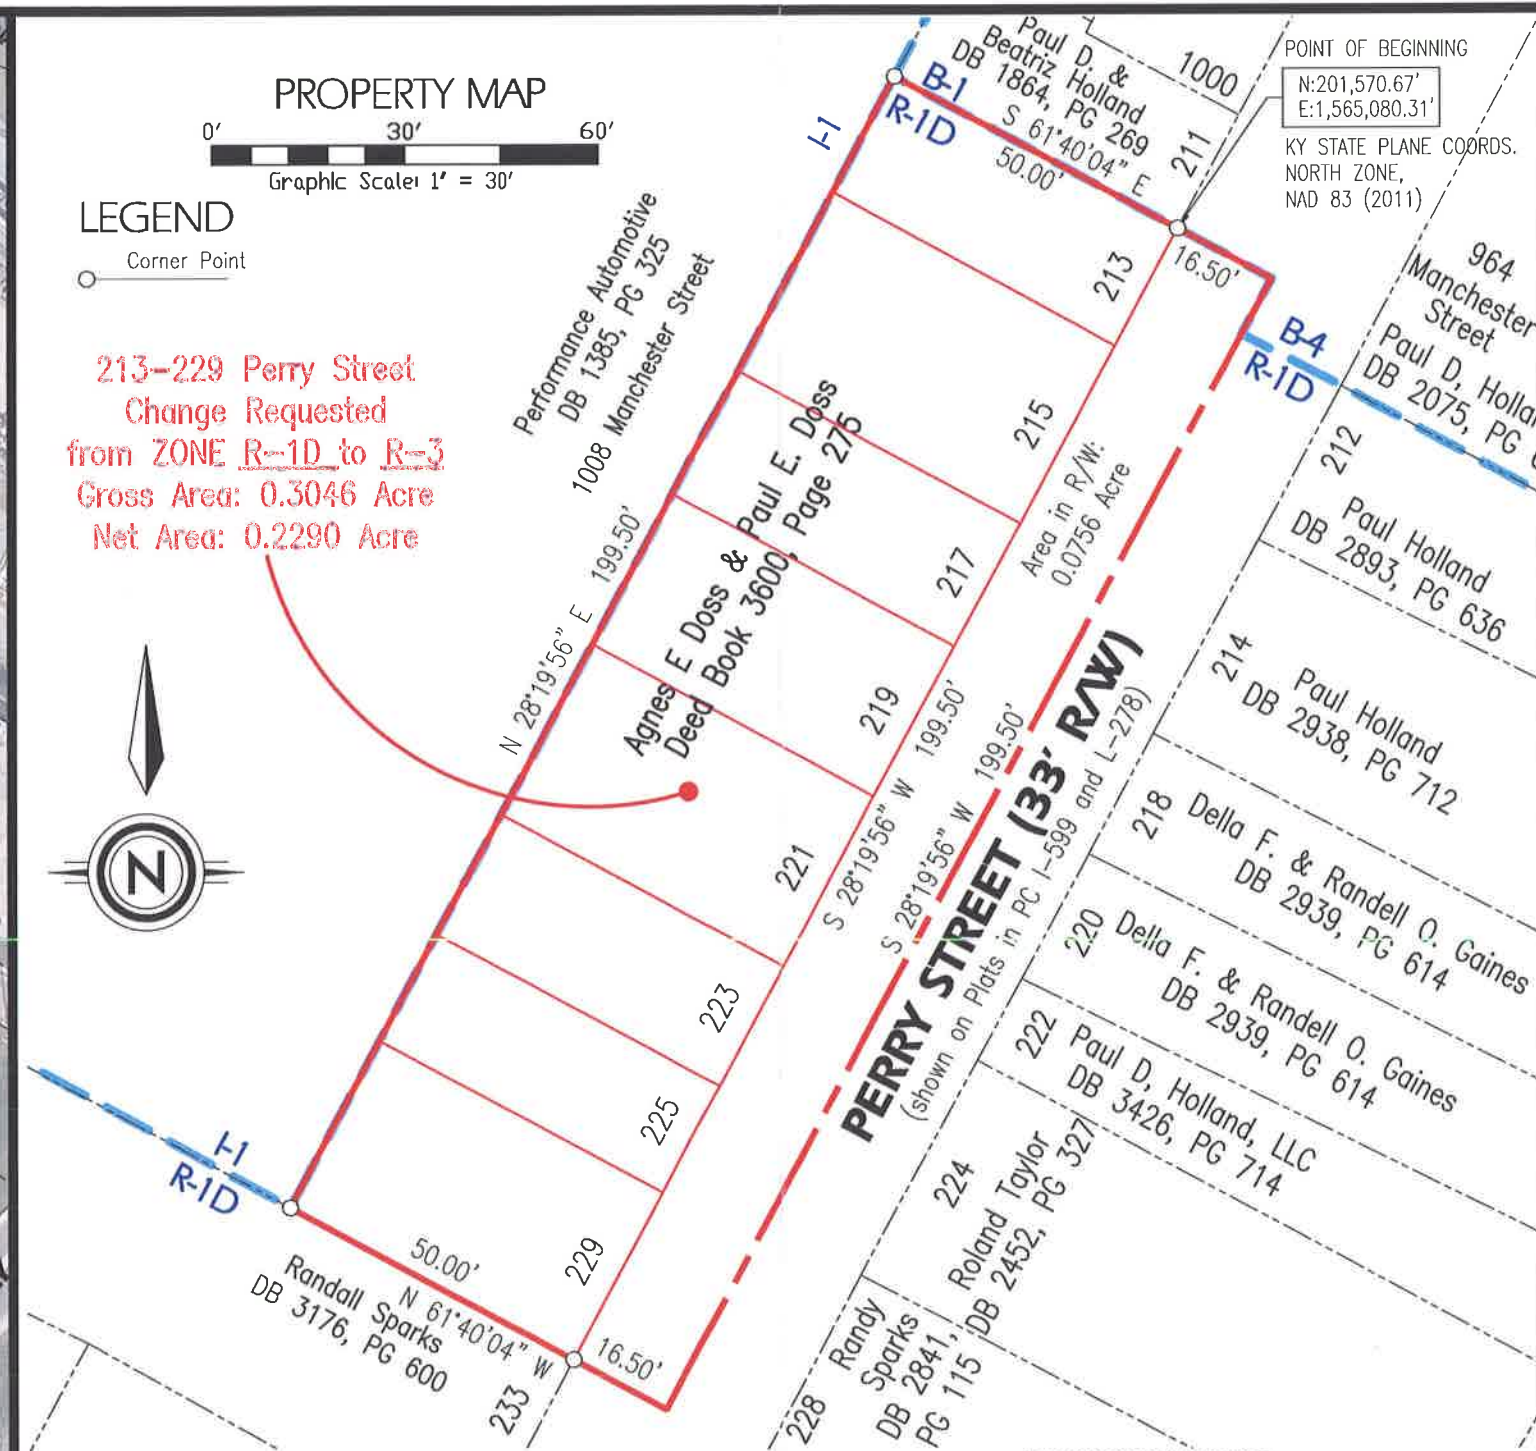 PROPERTY MAP
0' 30' 60'
Graphic Scale: 1" = 30'
LEGEND
Corner Point
213-229 Perry Street
Change Requested
from ZONE R-1D to R-3
Gross Area: 0.3046 Acre
Net Area: 0.2290 Acre
N
Performance Automotive
DB 1385, PG 325
1008 Manchester Street
I-1
B-1
R-1D
Paul D. &
Beatriz Holland
DB 1864, PG 269
S 61°40'04" E
50.00'
1000
211
POINT OF BEGINNING
N:201,570.67'
E:1,565,080.31'
KY STATE PLANE COORDS.
NORTH ZONE,
NAD 83 (2011)
16.50'
964
Manchester
Street
Paul D, 
DB 2075, PG
B-4
R-1D
213
215
217
219
221
223
225
229
233
Agnes E Doss & Paul E. Doss
Deed Book 3600, Page 275
N 28°19'56" E 199.50'
Area in R/W:
0.0756 Acre
S 28°19'56" W 199.50'
S 28°19'56" W 199.50'
PERRY STREET (33' R/W)
(shown on Plats in PC I-599 and L-278)
212
Paul Holland
DB 2893, PG 636
214
Paul Holland
DB 2938, PG 712
218
Della F. & Randell O. Gaines
DB 2939, PG 614
220
Della F. & Randell O. Gaines
DB 2939, PG 614
222
Paul D, Holland, LLC
DB 3426, PG 714
224
Roland Taylor
DB 2452, PG 327
228
Randy
Sparks
DB 2841,
PG 115
I-1
R-1D
50.00'
N 61°40'04" W
16.50'
Randall Sparks
DB 3176, PG 600